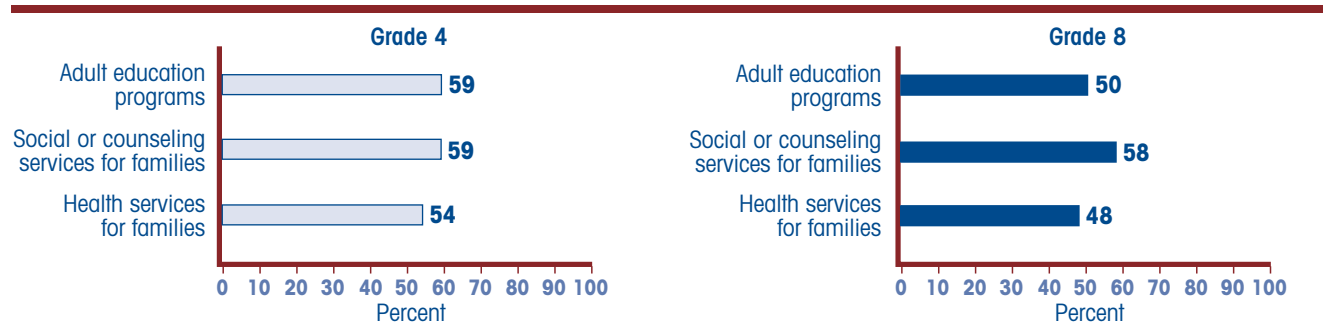 Grade 4
Adult education
programs
59
Social or counseling
services for families
59
Health services
for families
54
0 10 20 30 40 50 60 70 80 90 100
Percent
Grade 8
Adult education
programs
50
Social or counseling
services for families
58
Health services
for families
48
0 10 20 30 40 50 60 70 80 90 100
Percent